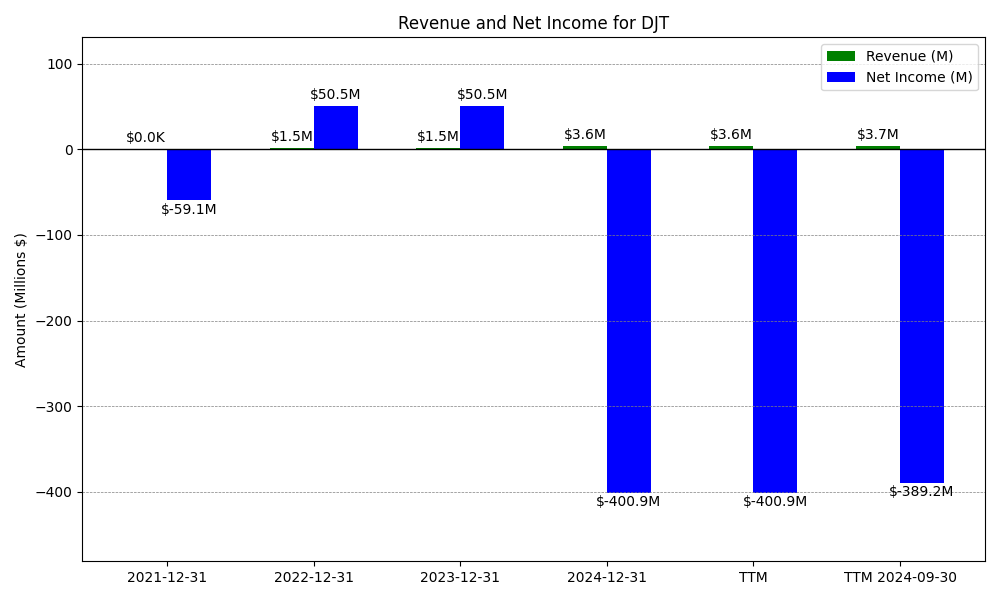 Revenue and Net Income for DJT
Revenue (M)
Net Income (M)
Amount (Millions $)
100
0
−100
−200
−300
−400
$0.0K
$-59.1M
$1.5M
$50.5M
$1.5M
$50.5M
$3.6M
$-400.9M
$3.6M
$-400.9M
$3.7M
$-389.2M
2021-12-31
2022-12-31
2023-12-31
2024-12-31
TTM
TTM 2024-09-30